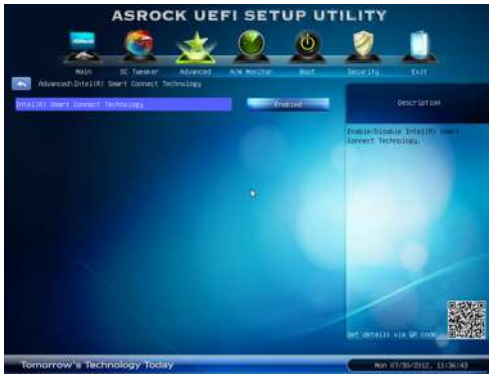 ASROCK UEFI SETUP UTILITY
Main OC Tweaker Advanced H/W Monitor Boot Security Exit
Advanced\Intel(R) Smart Connect Technology
Intel(R) Smart Connect Technology Enabled
Description
Enable/Disable Intel(R) Smart
Connect Technology.
Get details via QR code
Tomorrow's Technology Today
Mon 07/30/2012, 11:36:43